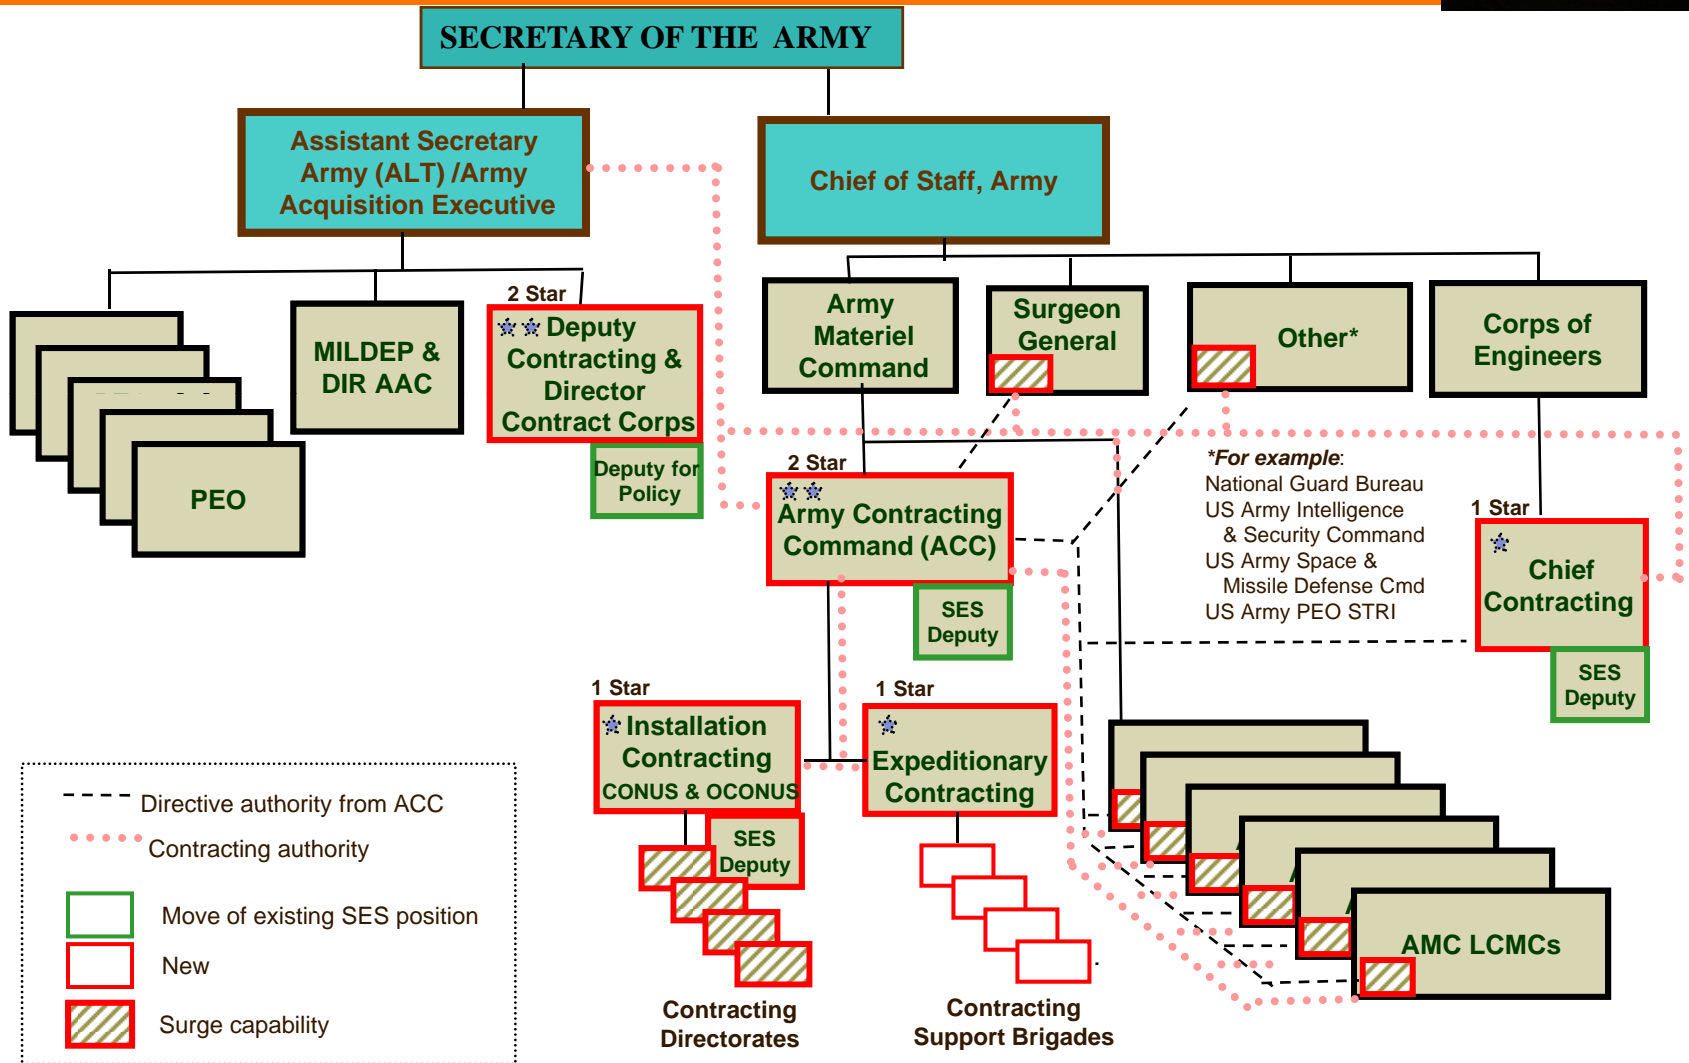 SECRETARY OF THE ARMY
Assistant Secretary
Army (ALT) /Army
Acquisition Executive
Chief of Staff, Army
2 Star
Deputy
Contracting &
Director
Contract Corps
MILDEP &
DIR AAC
PEO
Deputy for
Policy
Army
Materiel
Command
Surgeon
General
Other*
Corps of
Engineers
2 Star
Army Contracting
Command (ACC)
SES
Deputy
*For example:
National Guard Bureau
US Army Intelligence
& Security Command
US Army Space &
Missile Defense Cmd
US Army PEO STRI
1 Star
Chief
Contracting
SES
Deputy
1 Star
Installation
Contracting
CONUS & OCONUS
SES
Deputy
1 Star
Expeditionary
Contracting
AMC LCMCs
Contracting
Directorates
Contracting
Support Brigades
Directive authority from ACC
Contracting authority
Move of existing SES position
New
Surge capability